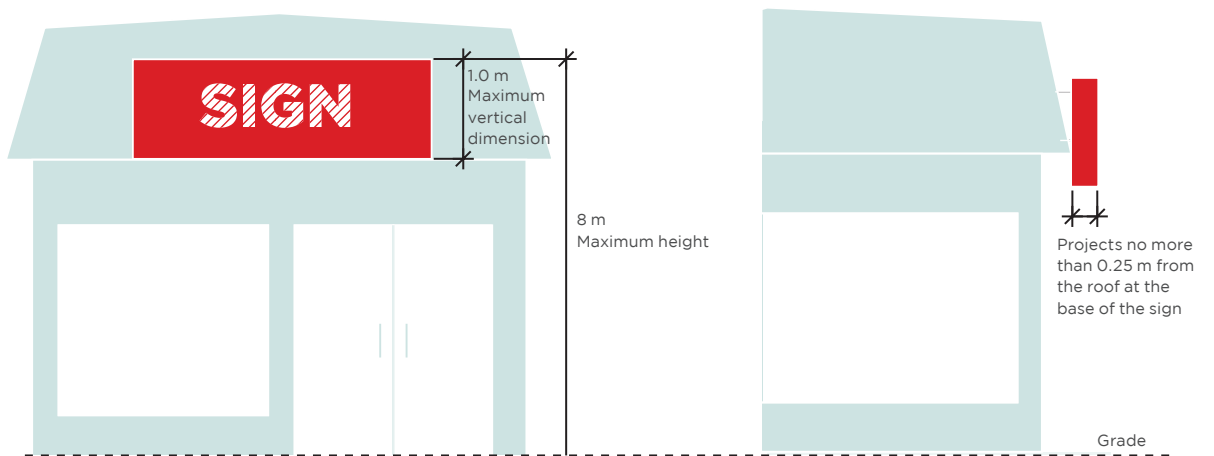 SIGN
1.0 m
Maximum
vertical
dimension
8 m
Maximum height
Projects no more
than 0.25 m from
the roof at the
base of the sign
Grade